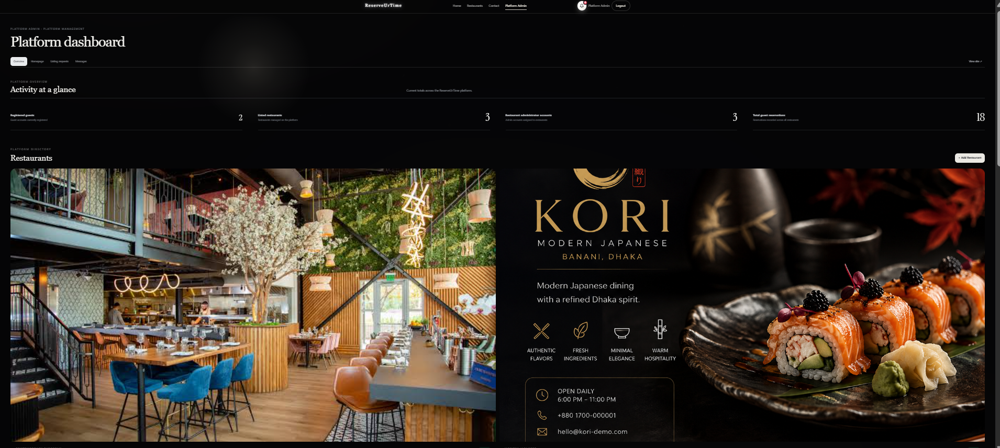 ReserveUrTime
Home Restaurants Contact Platform Admin
Platform Admin Logout
PLATFORM ADMIN • PLATFORM MANAGEMENT
Platform dashboard
Overview Homepage Listing requests Messages
View site ↗
PLATFORM OVERVIEW
Activity at a glance
Current totals across the ReserveUrTime platform.
Registered guests
Guest accounts currently registered
2
Listed restaurants
Restaurants managed on the platform
3
Restaurant administrator accounts
Admin accounts assigned to restaurants
3
Total guest reservations
Reservations recorded across all restaurants
18
PLATFORM DIRECTORY
Restaurants
+ Add Restaurant
織り
KORI
MODERN JAPANESE
BANANI, DHAKA
Modern Japanese dining
with a refined Dhaka spirit.
AUTHENTIC
FLAVORS
FRESH
INGREDIENTS
MINIMAL
ELEGANCE
WARM
HOSPITALITY
OPEN DAILY
6:00 PM – 11:00 PM
+880 1700-000001
hello@kori-demo.com